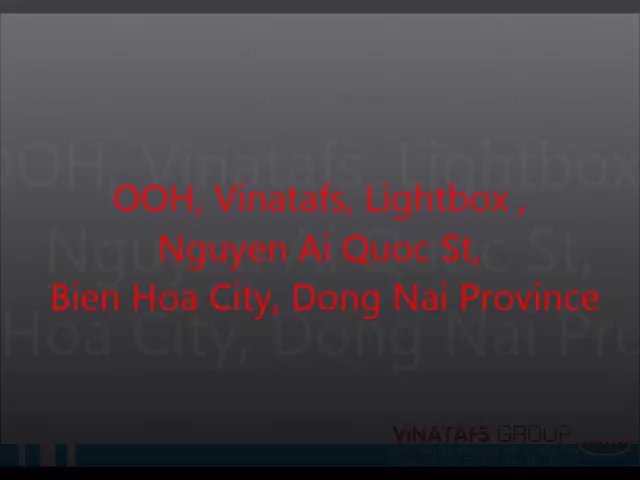 OOH, Vinatafs, Lightbox ,
Nguyen Ai Quoc St,
Bien Hoa City, Dong Nai Province
ViNATAFS GROUP